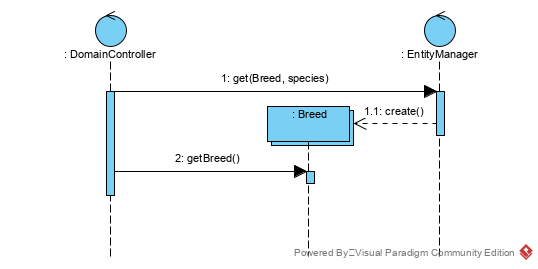 : DomainController
: EntityManager
1: get(Breed, species)
: Breed
1.1: create()
2: getBreed()
Powered By Visual Paradigm Community Edition